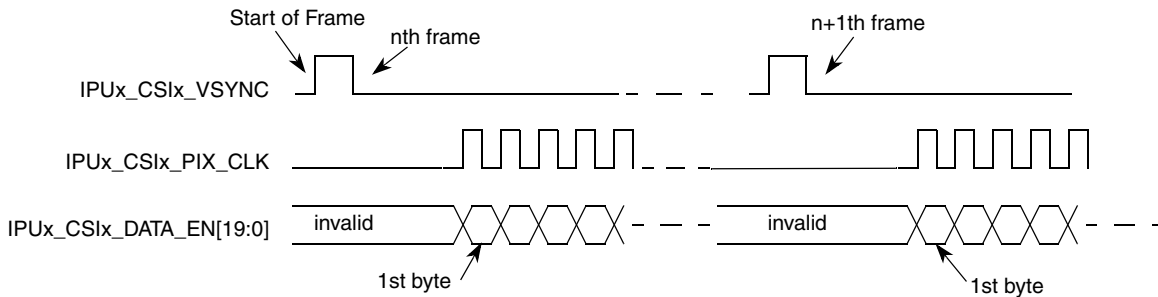 Start of Frame
nth frame
n+1th frame
IPUx_CSIx_VSYNC
IPUx_CSIx_PIX_CLK
IPUx_CSIx_DATA_EN[19:0]
invalid
invalid
1st byte
1st byte